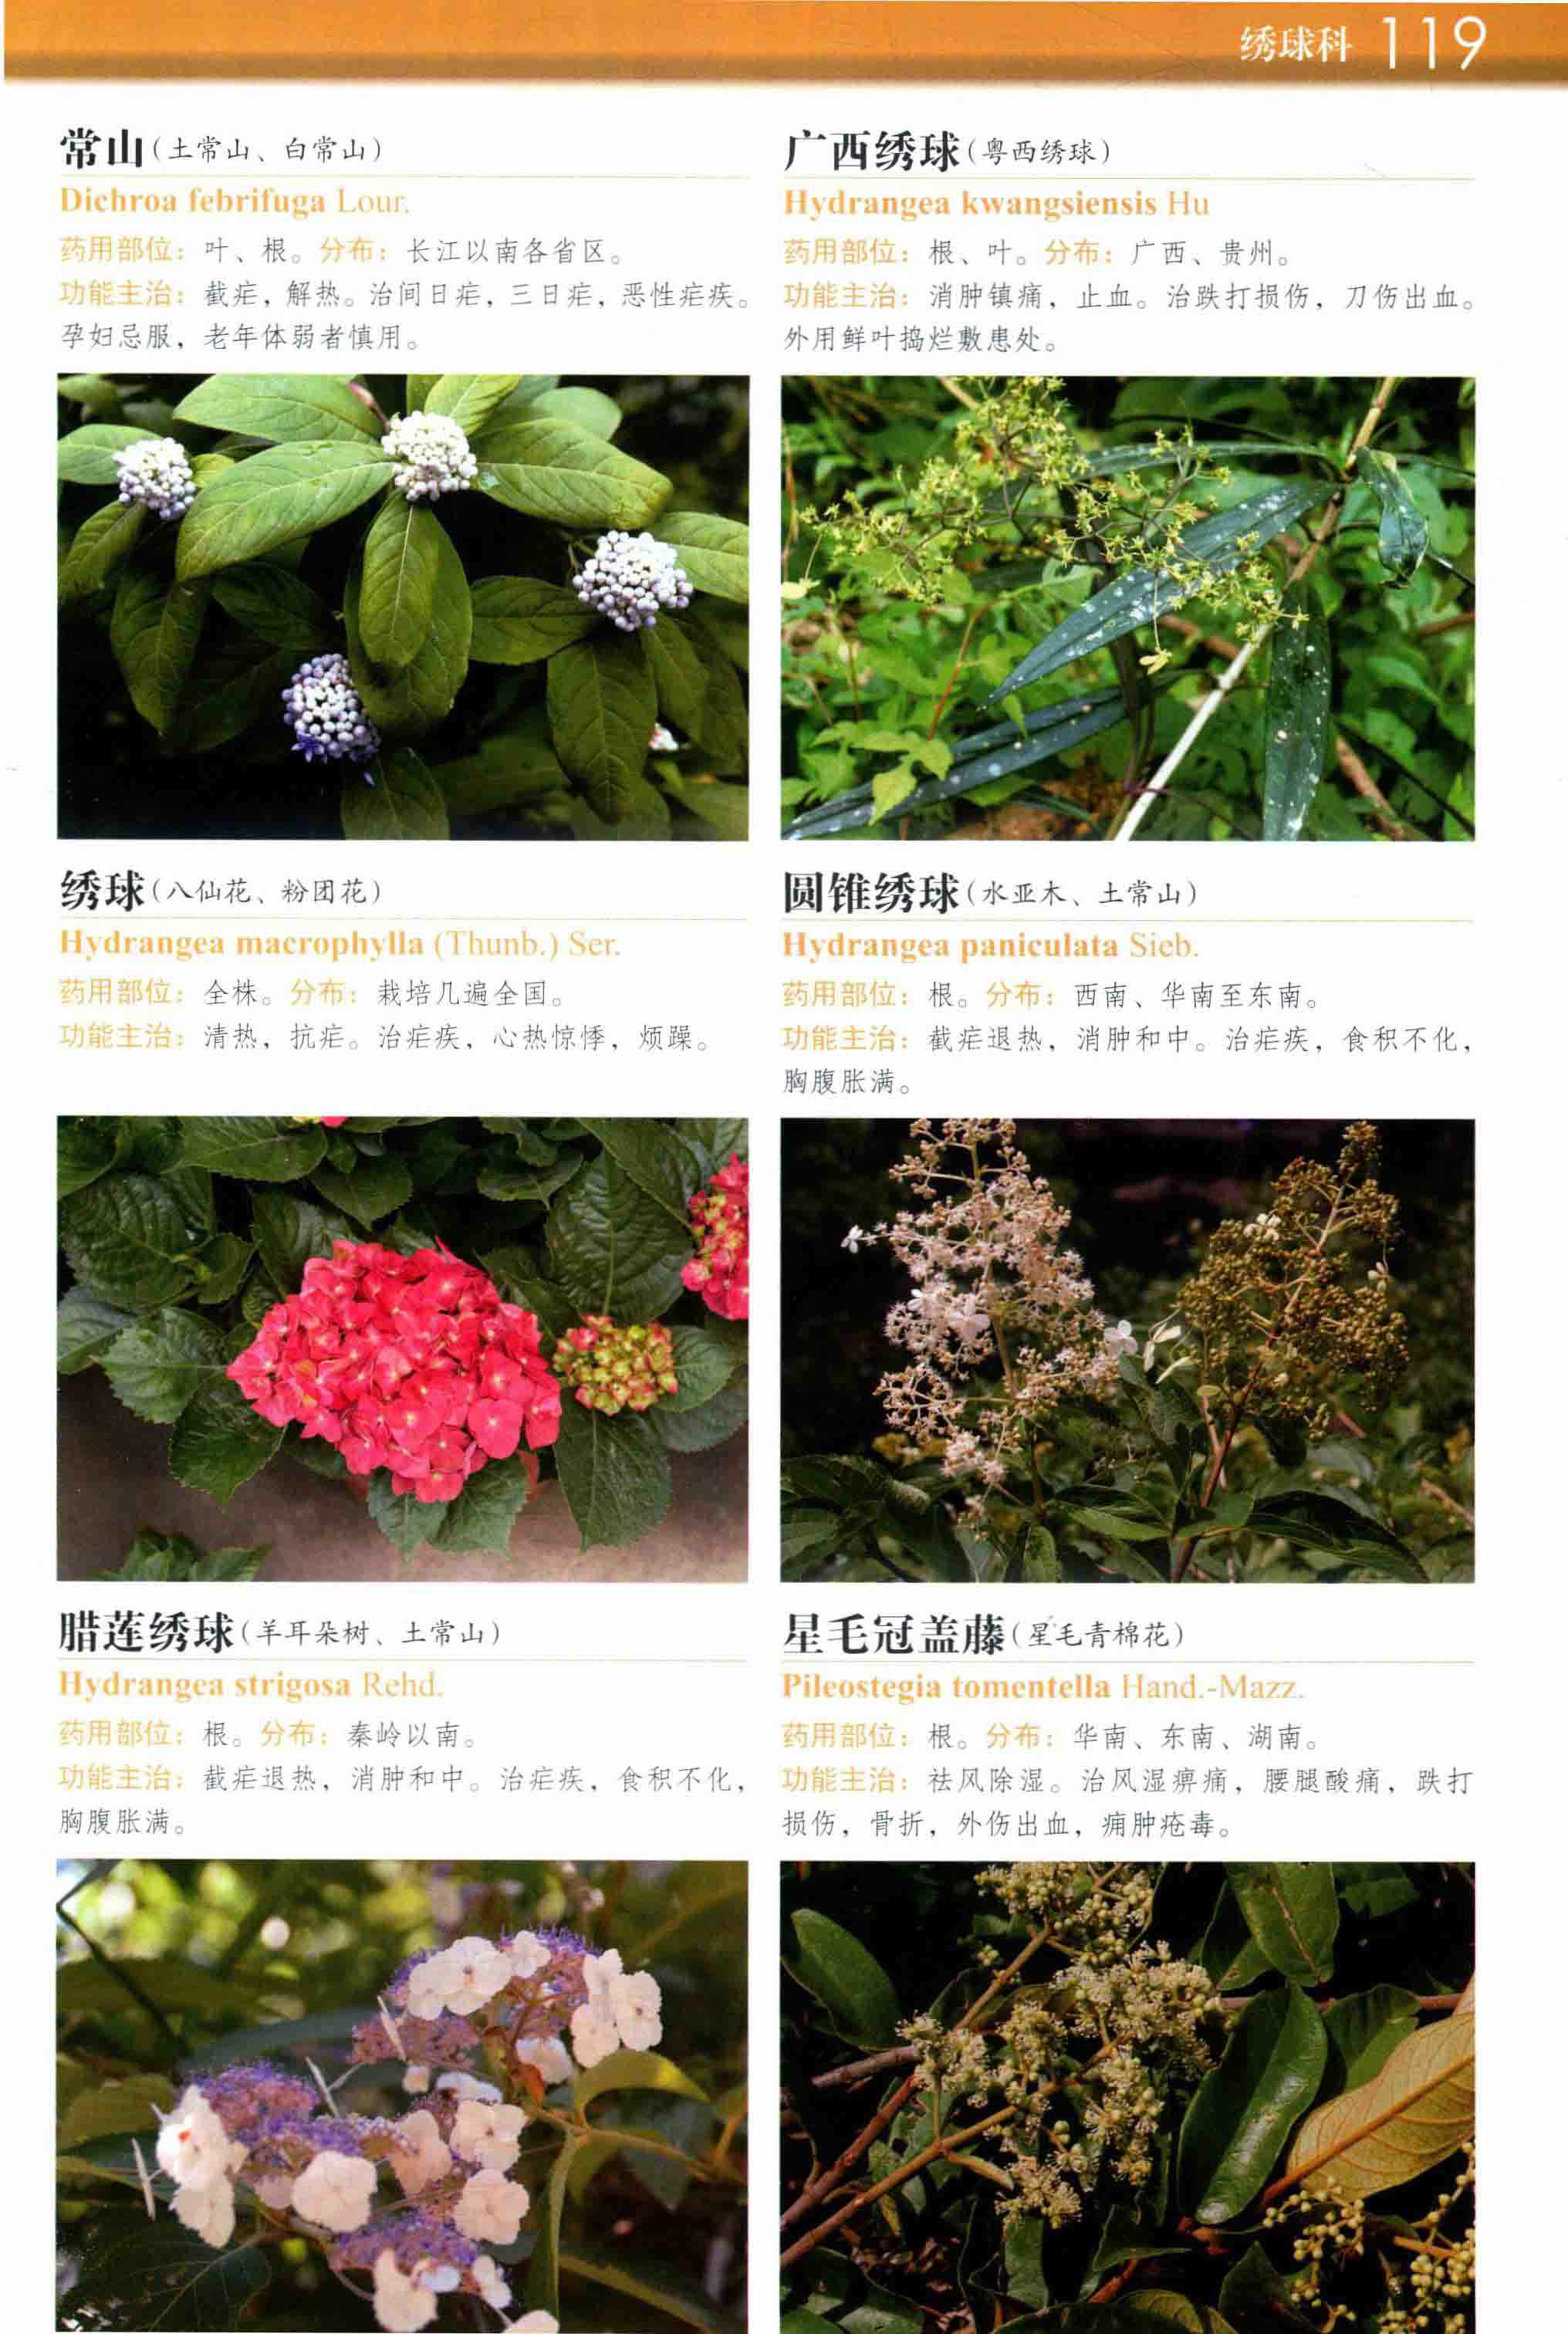 绣球科 119
常山（土常山、白常山）
Dichroa febrifuga Lour.
药用部位：叶、根。分布：长江以南各省区。
功能主治：截疟，解热。治间日疟，三日疟，恶性疟疾。
孕妇忌服，老年体弱者慎用。
广西绣球（粤西绣球）
Hydrangea kwangsiensis Hu
药用部位：根、叶。分布：广西、贵州。
功能主治：消肿镇痛，止血。治跌打损伤，刀伤出血。
外用鲜叶捣烂敷患处。
绣球（八仙花、粉团花）
Hydrangea macrophylla (Thunb.) Ser.
药用部位：全株。分布：栽培几遍全国。
功能主治：清热，抗疟。治疟疾，心热惊悸，烦躁。
圆锥绣球（水亚木、土常山）
Hydrangea paniculata Sieb.
药用部位：根。分布：西南、华南至东南。
功能主治：截疟退热，消肿和中。治疟疾，食积不化，
胸腹胀满。
腊莲绣球（羊耳朵树、土常山）
Hydrangea strigosa Rehd.
药用部位：根。分布：秦岭以南。
功能主治：截疟退热，消肿和中。治疟疾，食积不化，
胸腹胀满。
星毛冠盖藤（星毛青棉花）
Pileostegia tomentella Hand.-Mazz.
药用部位：根。分布：华南、东南、湖南。
功能主治：祛风除湿。治风湿痹痛，腰腿酸痛，跌打
损伤，骨折，外伤出血，痈肿疮毒。